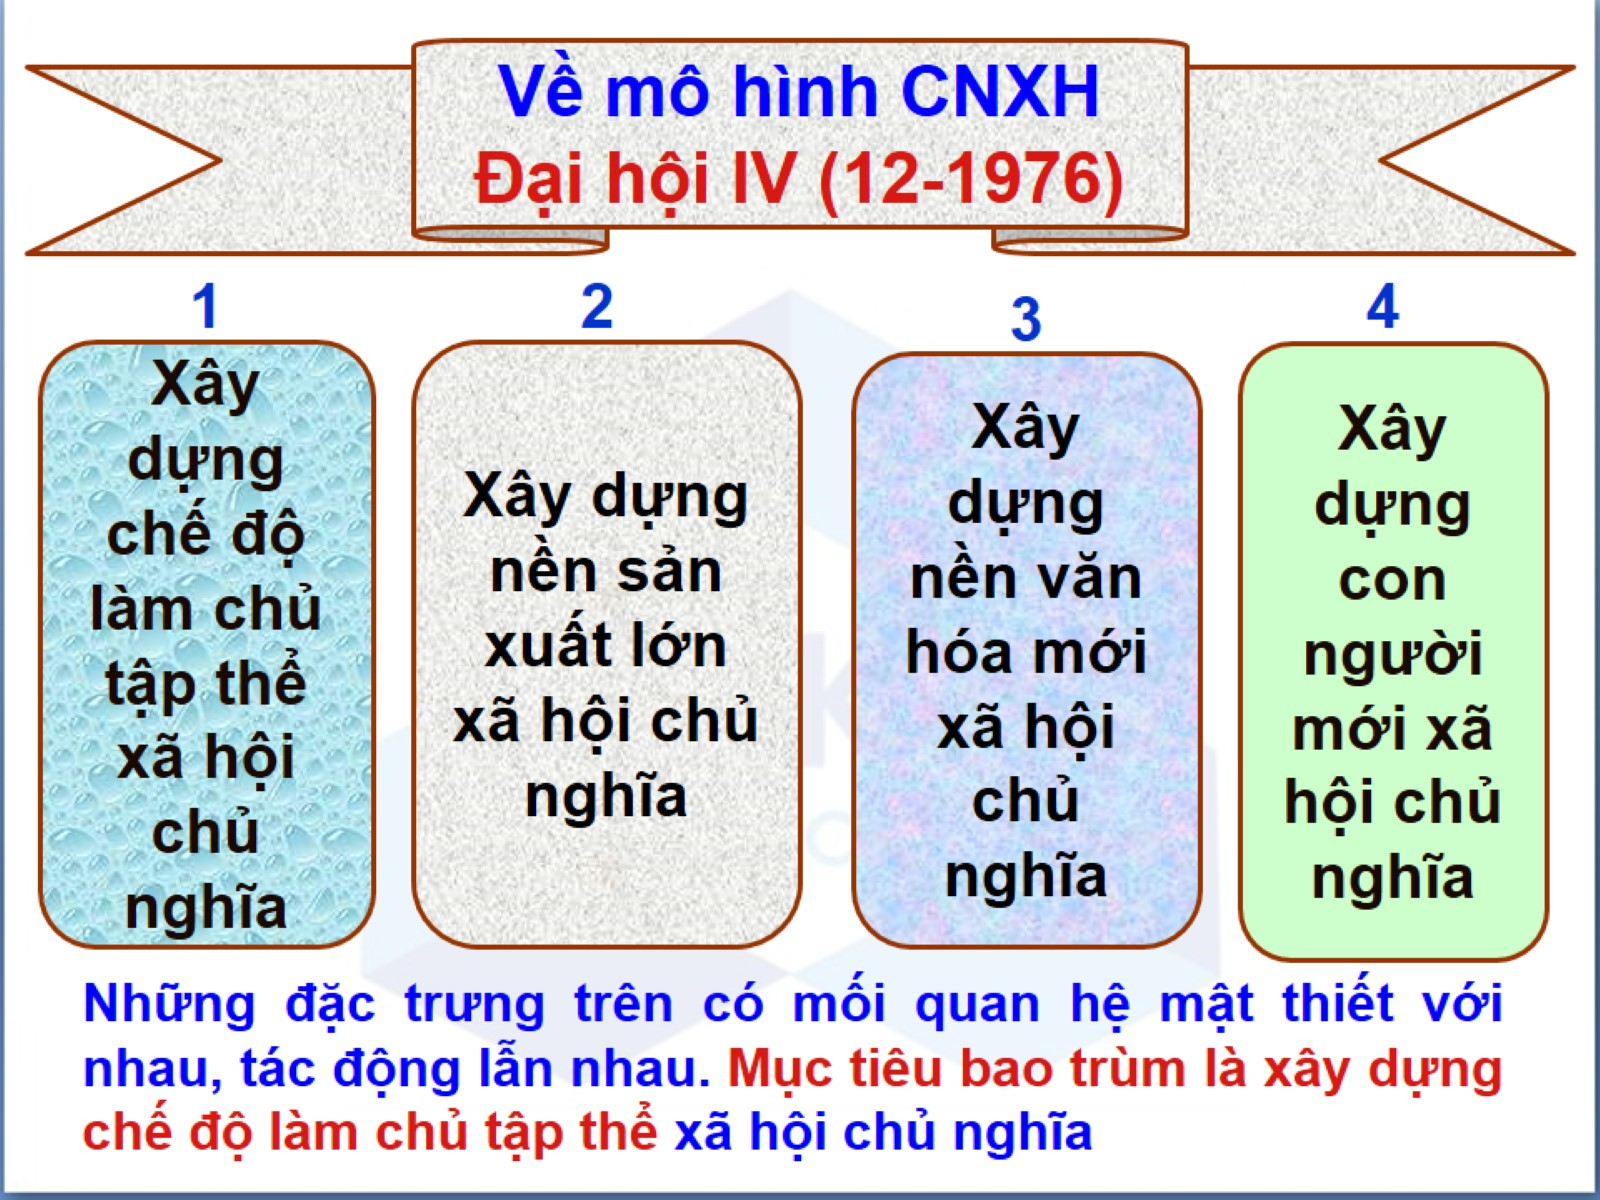 Về mô hình CNXH
Đại hội IV (12-1976)
1
Xây
dựng
chế độ
làm chủ
tập thể
xã hội
chủ
nghĩa
2
Xây dựng
nền sản
xuất lớn
xã hội chủ
nghĩa
3
Xây
dựng
nền văn
hóa mới
xã hội
chủ
nghĩa
4
Xây
dựng
con
người
mới xã
hội chủ
nghĩa
Những đặc trưng trên có mối quan hệ mật thiết với
nhau, tác động lẫn nhau. Mục tiêu bao trùm là xây dựng
chế độ làm chủ tập thể xã hội chủ nghĩa